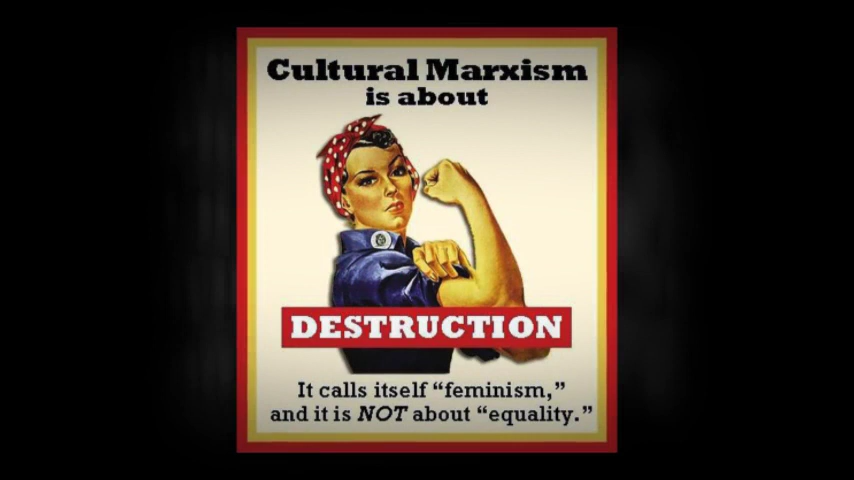 Cultural Marxism
is about
DESTRUCTION
It calls itself “feminism,”
and it is NOT about “equality.”